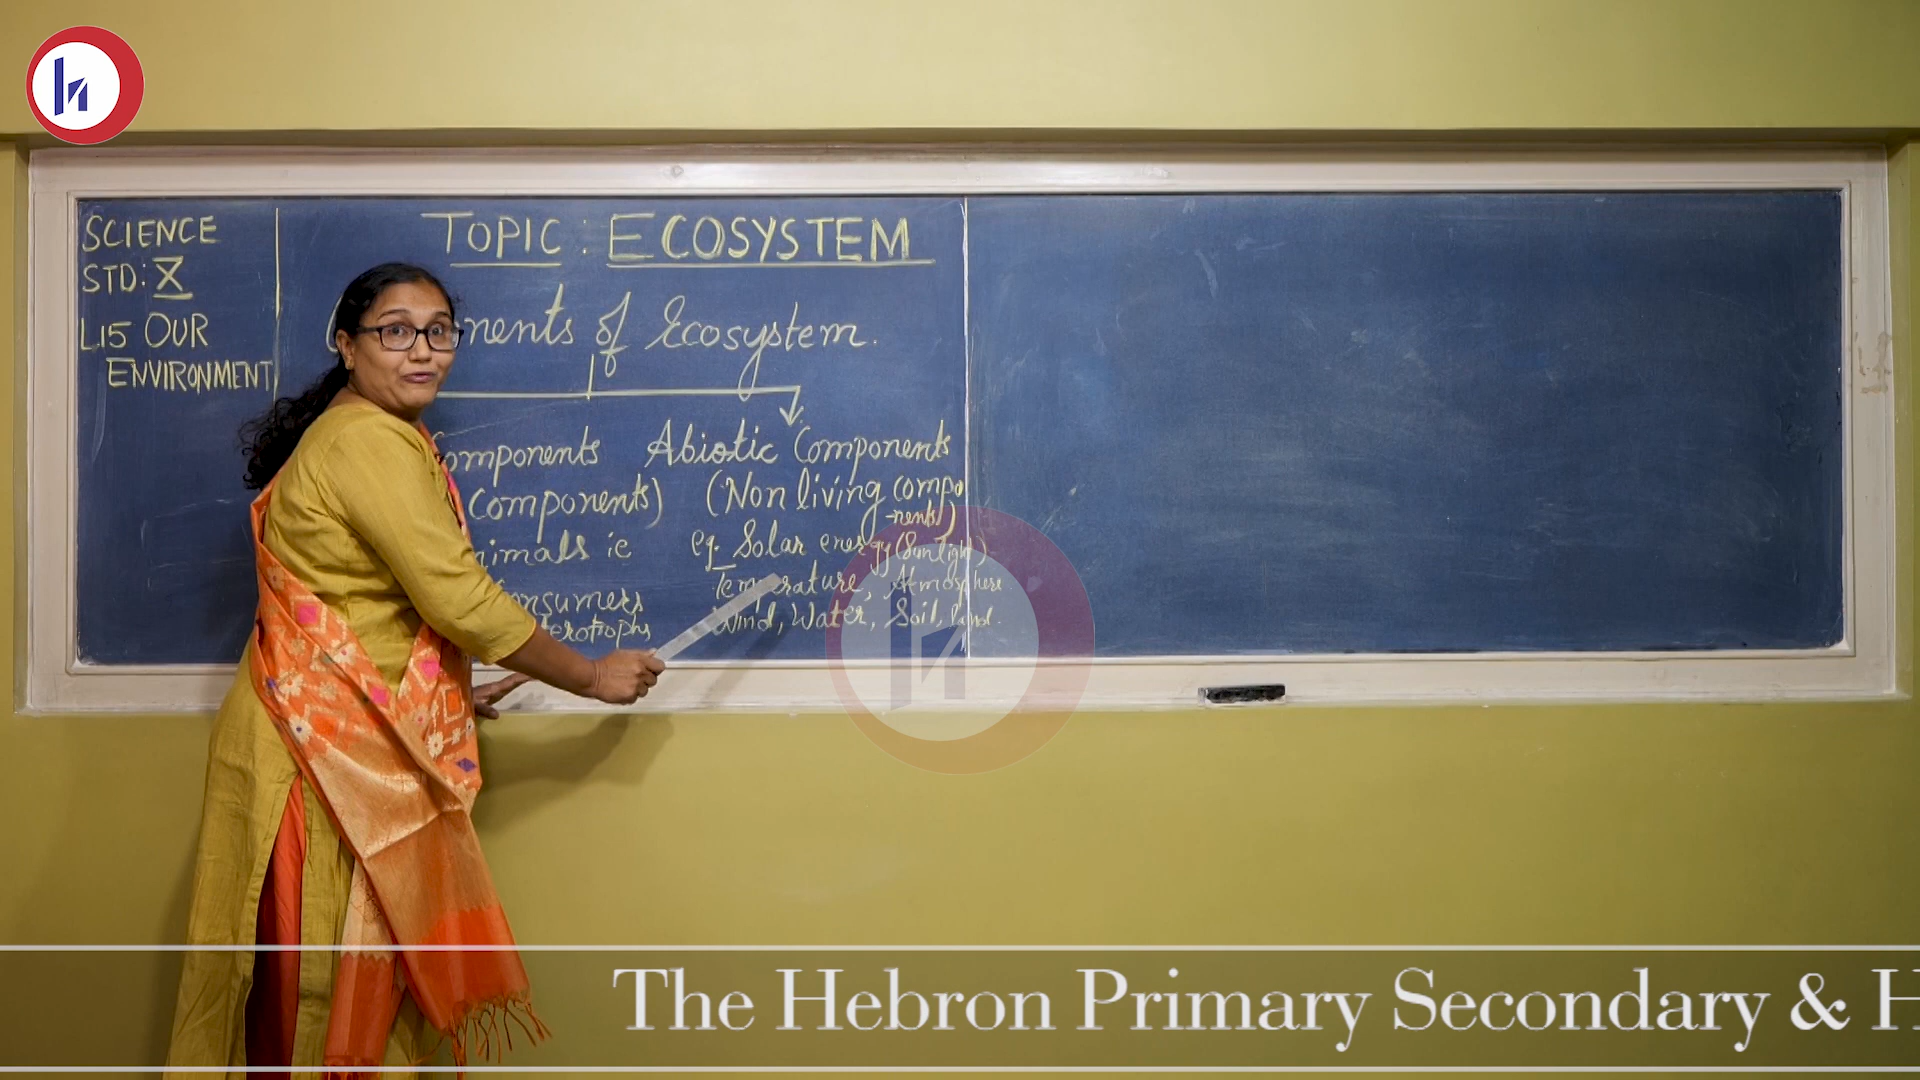 SCIENCE
STD: X
L15 OUR
ENVIRONMENT
TOPIC : ECOSYSTEM
nents of Ecosystem.
omponents
Components)
nimals ie
onsumers
terotrophs
Abiotic Components
(Non living compo
-nents)
eg. Solar energy (Sunlight)
Temperature, Atmosphere
Wind, Water, Soil, land.
The Hebron Primary Secondary & H